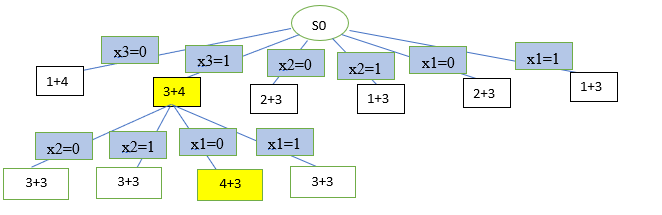 S0
x3=0
x3=1
x2=0
x2=1
x1=0
x1=1
1+4
3+4
2+3
1+3
2+3
1+3
x2=0
x2=1
x1=0
x1=1
3+3
3+3
4+3
3+3